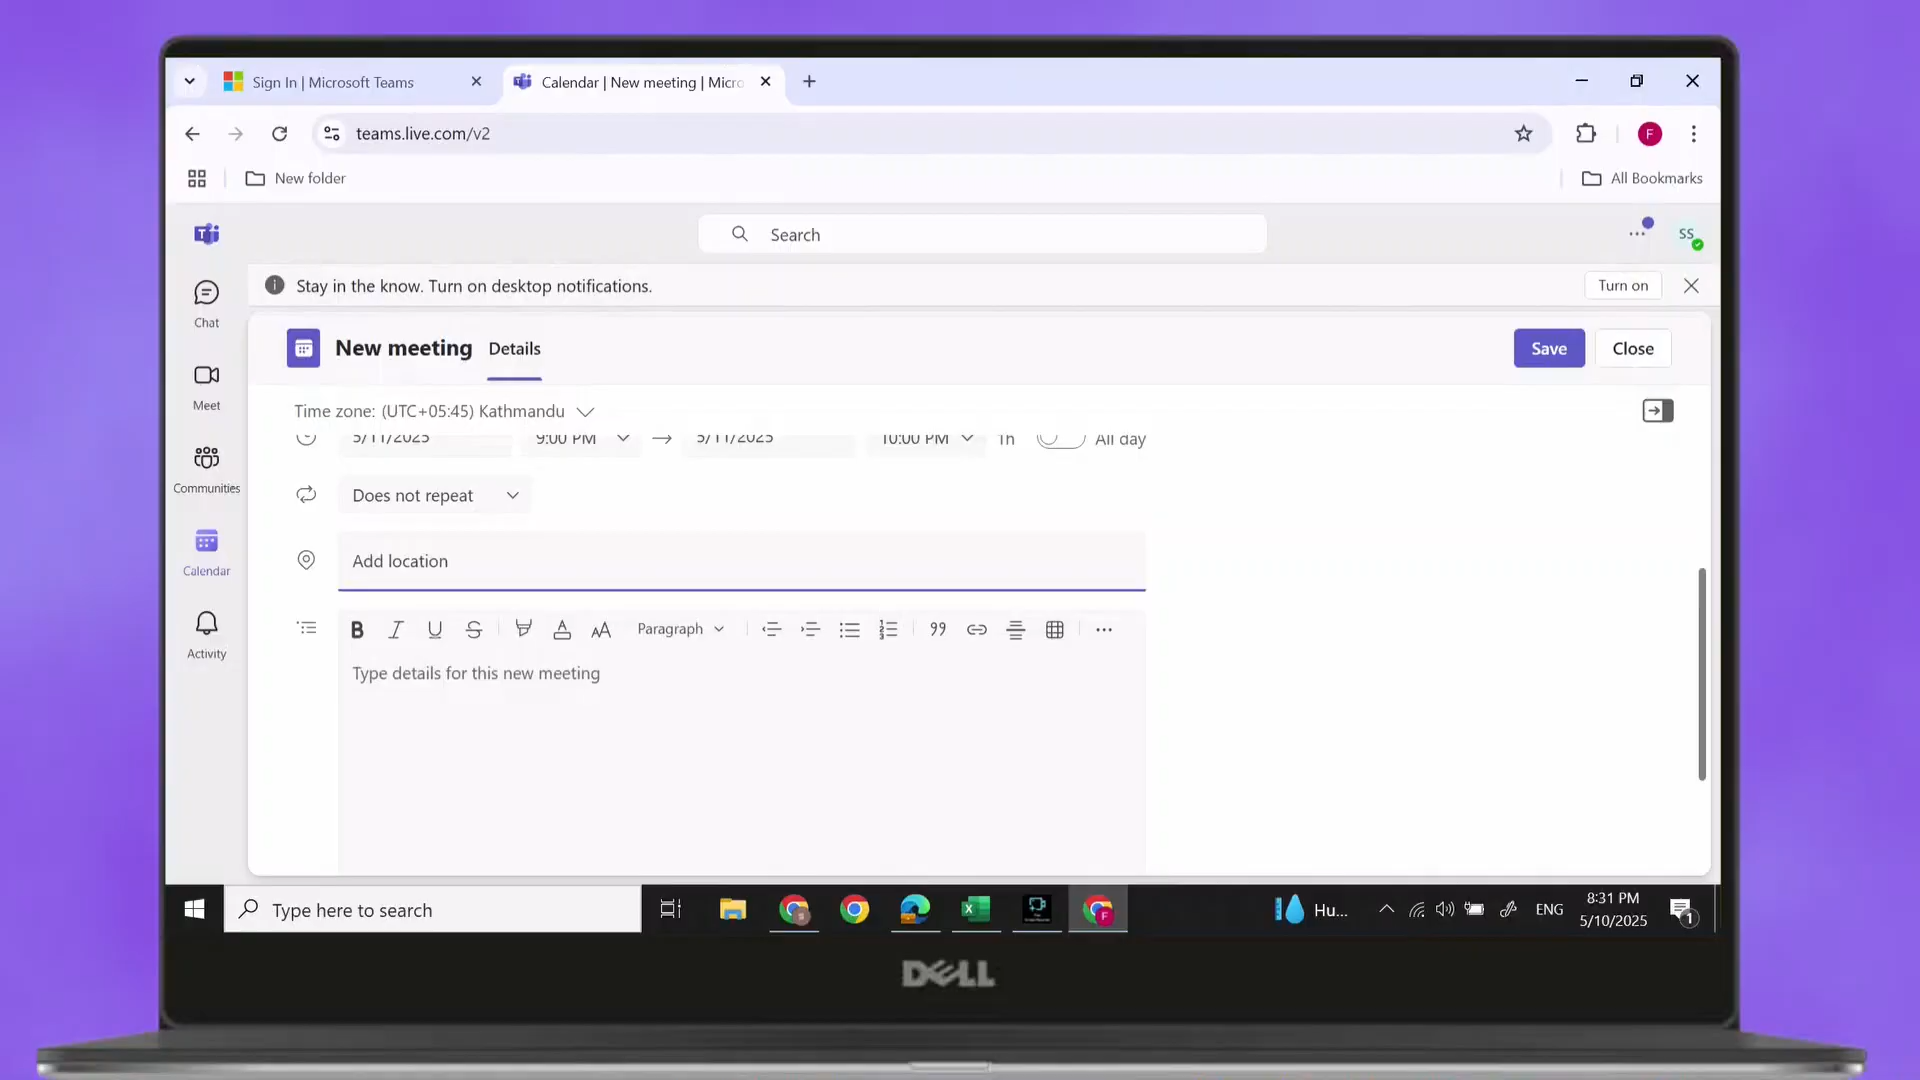 Sign In | Microsoft Teams
Calendar | New meeting | Micro
teams.live.com/v2
F
New folder
All Bookmarks
Search
SS
Stay in the know. Turn on desktop notifications.
Turn on
Chat
Meet
Communities
Calendar
Activity
New meeting
Details
Save
Close
Time zone: (UTC+05:45) Kathmandu
5/11/2025
9:00 PM
5/11/2025
10:00 PM
1h
All day
Does not repeat
Add location
Paragraph
Type details for this new meeting
Type here to search
Hu...
ENG
8:31 PM
5/10/2025
1
DELL